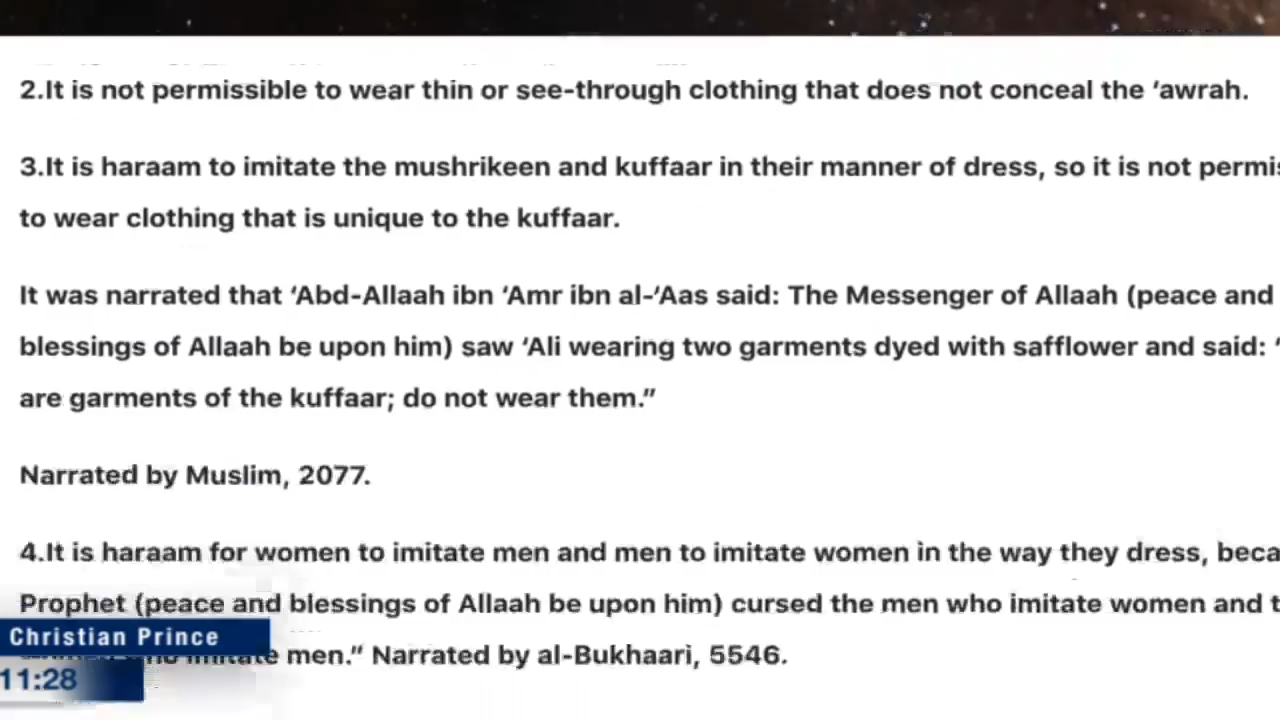 2.It is not permissible to wear thin or see-through clothing that does not conceal the ‘awrah.
3.It is haraam to imitate the mushrikeen and kuffaar in their manner of dress, so it is not permis
to wear clothing that is unique to the kuffaar.
It was narrated that ‘Abd-Allaah ibn ‘Amr ibn al-‘Aas said: The Messenger of Allaah (peace and
blessings of Allaah be upon him) saw ‘Ali wearing two garments dyed with safflower and said: “
are garments of the kuffaar; do not wear them.”
Narrated by Muslim, 2077.
4.It is haraam for women to imitate men and men to imitate women in the way they dress, beca
Prophet (peace and blessings of Allaah be upon him) cursed the men who imitate women and t
who imitate men.” Narrated by al-Bukhaari, 5546.
Christian Prince
11:28